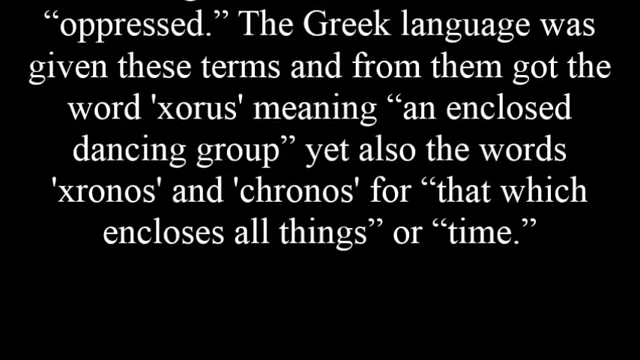 “oppressed.” The Greek language was
given these terms and from them got the
word 'xorus' meaning “an enclosed
dancing group” yet also the words
'xronos' and 'chronos' for “that which
encloses all things” or “time.”